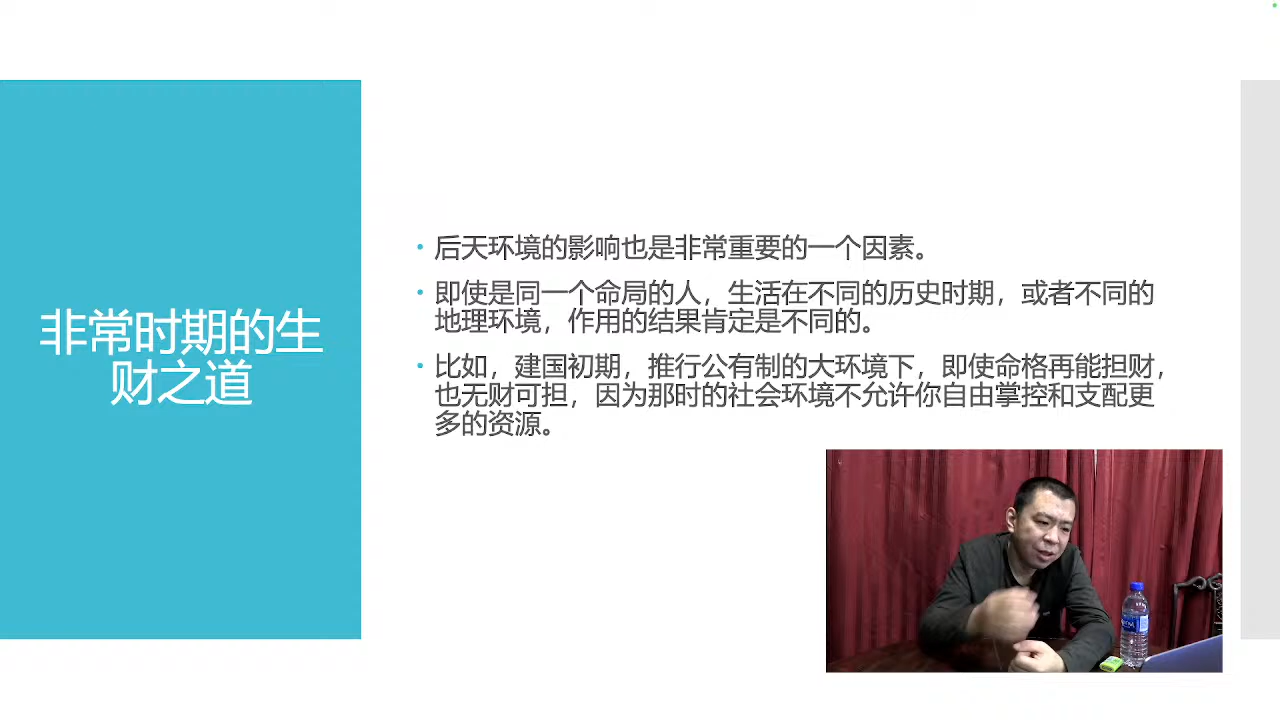 非常时期的生
财之道
• 后天环境的影响也是非常重要的一个因素。
• 即使是同一个命局的人，生活在不同的历史时期，或者不同的
地理环境，作用的结果肯定是不同的。
• 比如，建国初期，推行公有制的大环境下，即使命格再能担财，
也无财可担，因为那时的社会环境不允许你自由掌控和支配更
多的资源。